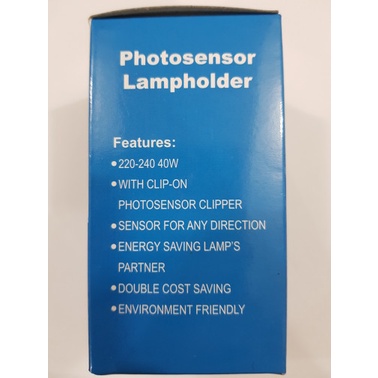 Photosensor
Lampholder
Features:
•220-240 40W
•WITH CLIP-ON
PHOTOSENSOR CLIPPER
•SENSOR FOR ANY DIRECTION
•ENERGY SAVING LAMP'S
PARTNER
•DOUBLE COST SAVING
•ENVIRONMENT FRIENDLY